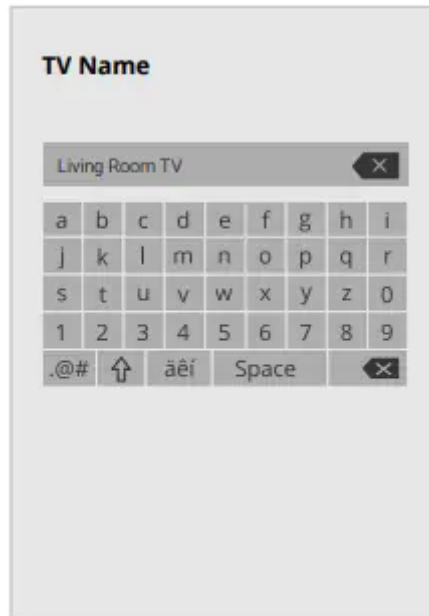 TV Name
Living Room TV
a b c d e f g h i
j k l m n o p q r
s t u v w x y z 0
1 2 3 4 5 6 7 8 9
.@# äêí Space